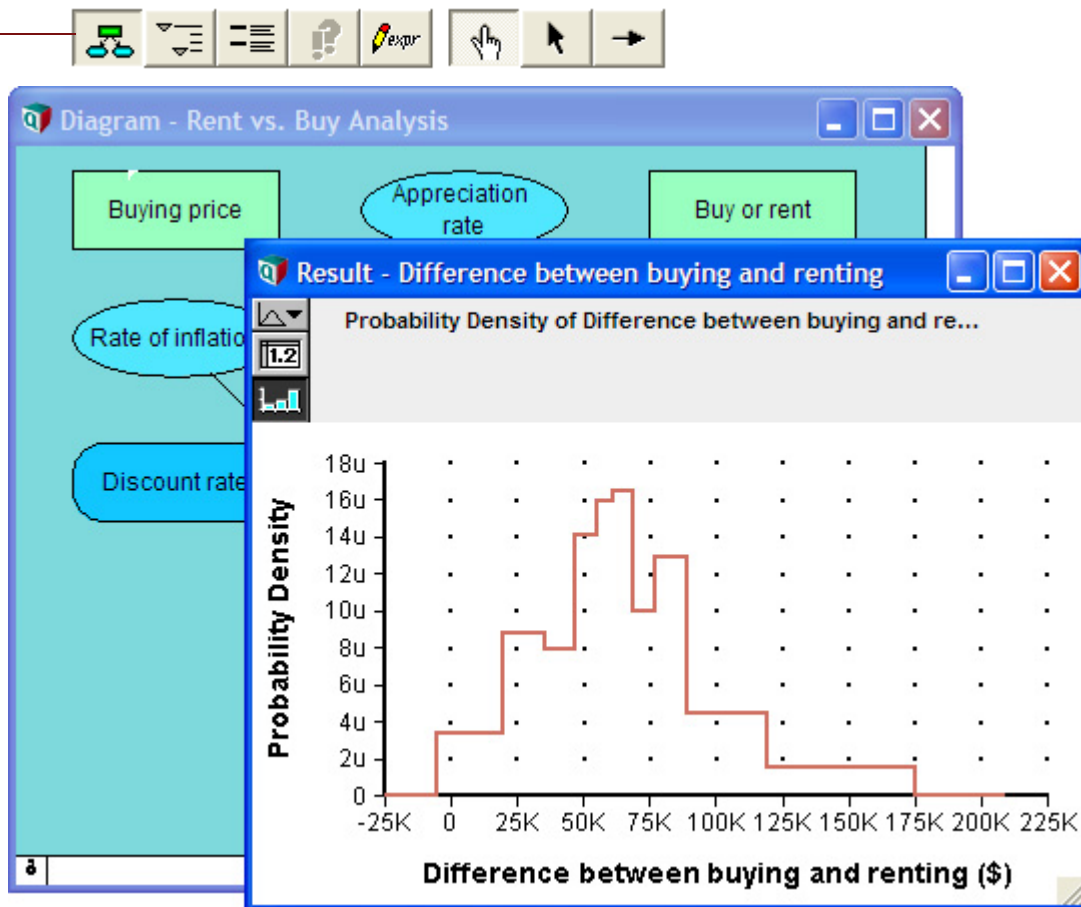 expr
Diagram - Rent vs. Buy Analysis
Buying price
Appreciation
rate
Buy or rent
Result - Difference between buying and renting
Probability Density of Difference between buying and re...
1.2
Rate of inflatio
Discount rate
Probability Density
18u
16u
14u
12u
10u
8u
6u
4u
2u
0
-25K 0 25K 50K 75K 100K 125K 150K 175K 200K 225K
Difference between buying and renting ($)